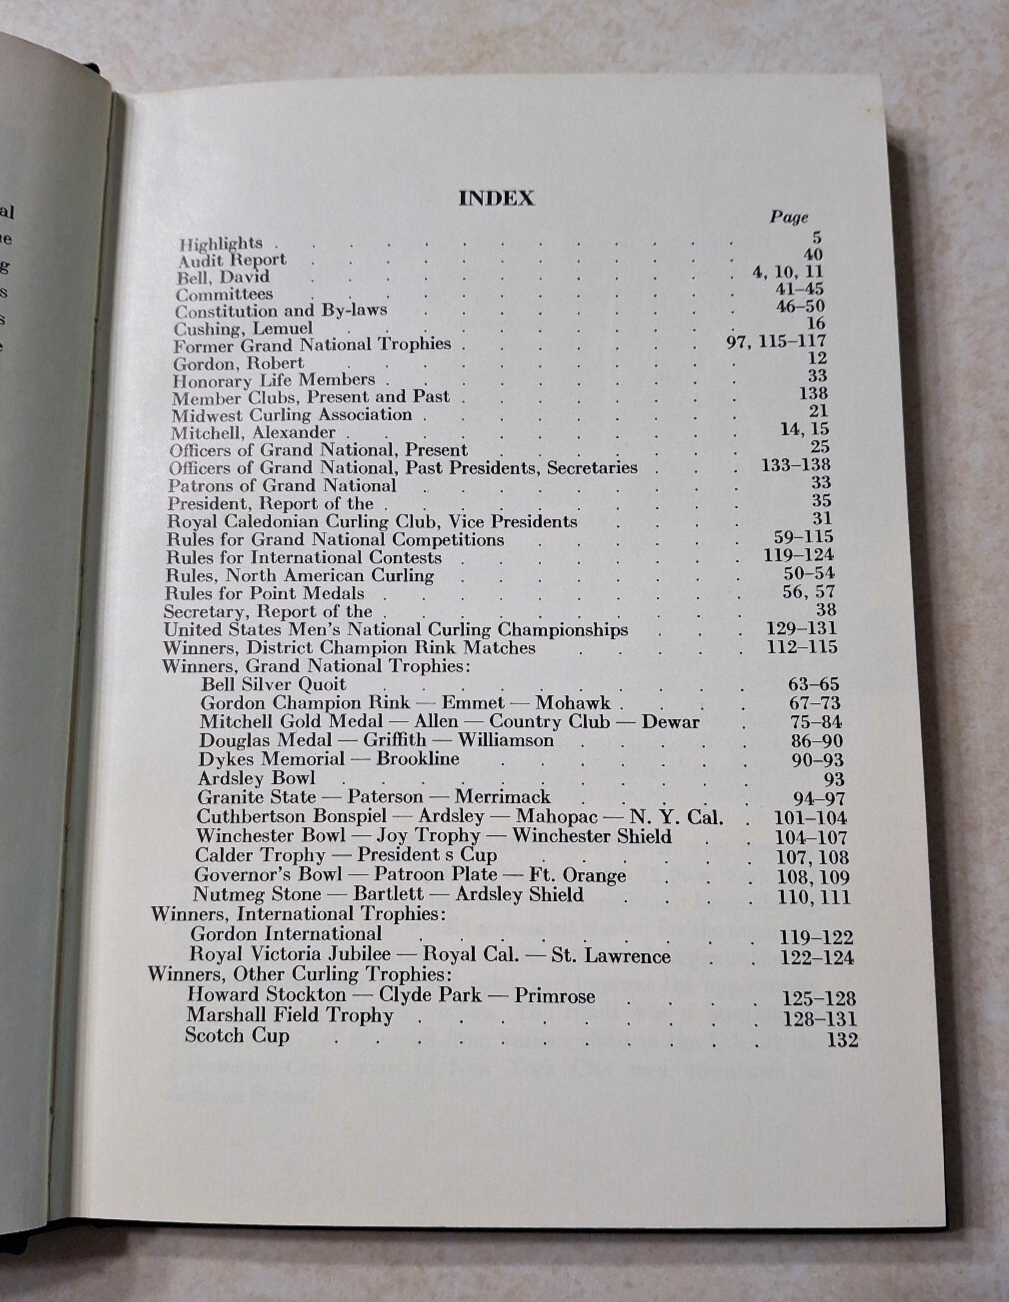 al
e
g
s
s
e
INDEX
Page
Highlights . . . . . . . . . . 5
Audit Report . . . . . . . . . . 40
Bell, David . . . . . . . . . . 4, 10, 11
Committees . . . . . . . . . . 41–45
Constitution and By-laws . . . . . . . . 46–50
Cushing, Lemuel . . . . . . . . . 16
Former Grand National Trophies . . . . . . 97, 115–117
Gordon, Robert . . . . . . . . . 12
Honorary Life Members . . . . . . . . 33
Member Clubs, Present and Past . . . . . . 138
Midwest Curling Association . . . . . . . 21
Mitchell, Alexander . . . . . . . . 14, 15
Officers of Grand National, Present . . . . . 25
Officers of Grand National, Past Presidents, Secretaries . . . 133–138
Patrons of Grand National . . . . . . . 33
President, Report of the . . . . . . . . 35
Royal Caledonian Curling Club, Vice Presidents . . . . 31
Rules for Grand National Competitions . . . . . 59–115
Rules for International Contests . . . . . . 119–124
Rules, North American Curling . . . . . . 50–54
Rules for Point Medals . . . . . . . . 56, 57
Secretary, Report of the . . . . . . . . 38
United States Men's National Curling Championships . . . 129–131
Winners, District Champion Rink Matches . . . . 112–115
Winners, Grand National Trophies:
Bell Silver Quoit . . . . . . . . 63–65
Gordon Champion Rink — Emmet — Mohawk . . . . 67–73
Mitchell Gold Medal — Allen — Country Club — Dewar . 75–84
Douglas Medal — Griffith — Williamson . . . . 86–90
Dykes Memorial — Brookline . . . . . . 90–93
Ardsley Bowl . . . . . . . . 93
Granite State — Paterson — Merrimack . . . . 94–97
Cuthbertson Bonspiel — Ardsley — Mahopac — N. Y. Cal. . 101–104
Winchester Bowl — Joy Trophy — Winchester Shield . . 104–107
Calder Trophy — President s Cup . . . . . 107, 108
Governor's Bowl — Patroon Plate — Ft. Orange . . . 108, 109
Nutmeg Stone — Bartlett — Ardsley Shield . . . . 110, 111
Winners, International Trophies:
Gordon International . . . . . . . . 119–122
Royal Victoria Jubilee — Royal Cal. — St. Lawrence . . 122–124
Winners, Other Curling Trophies:
Howard Stockton — Clyde Park — Primrose . . . . 125–128
Marshall Field Trophy . . . . . . . . 128–131
Scotch Cup . . . . . . . . . . 132